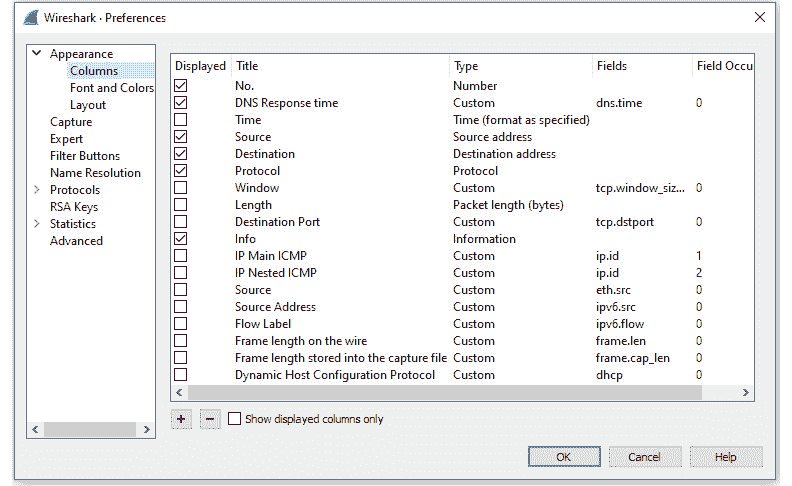 Wireshark · Preferences
Appearance
Columns
Font and Colors
Layout
Capture
Expert
Filter Buttons
Name Resolution
Protocols
RSA Keys
Statistics
Advanced
Displayed Title Type Fields Field Occu
No. Number
DNS Response time Custom dns.time 0
Time Time (format as specified)
Source Source address
Destination Destination address
Protocol Protocol
Window Custom tcp.window_siz... 0
Length Packet length (bytes)
Destination Port Custom tcp.dstport 0
Info Information
IP Main ICMP Custom ip.id 1
IP Nested ICMP Custom ip.id 2
Source Custom eth.src 0
Source Address Custom ipv6.src 0
Flow Label Custom ipv6.flow 0
Frame length on the wire Custom frame.len 0
Frame length stored into the capture file Custom frame.cap_len 0
Dynamic Host Configuration Protocol Custom dhcp 0
Show displayed columns only
OK Cancel Help